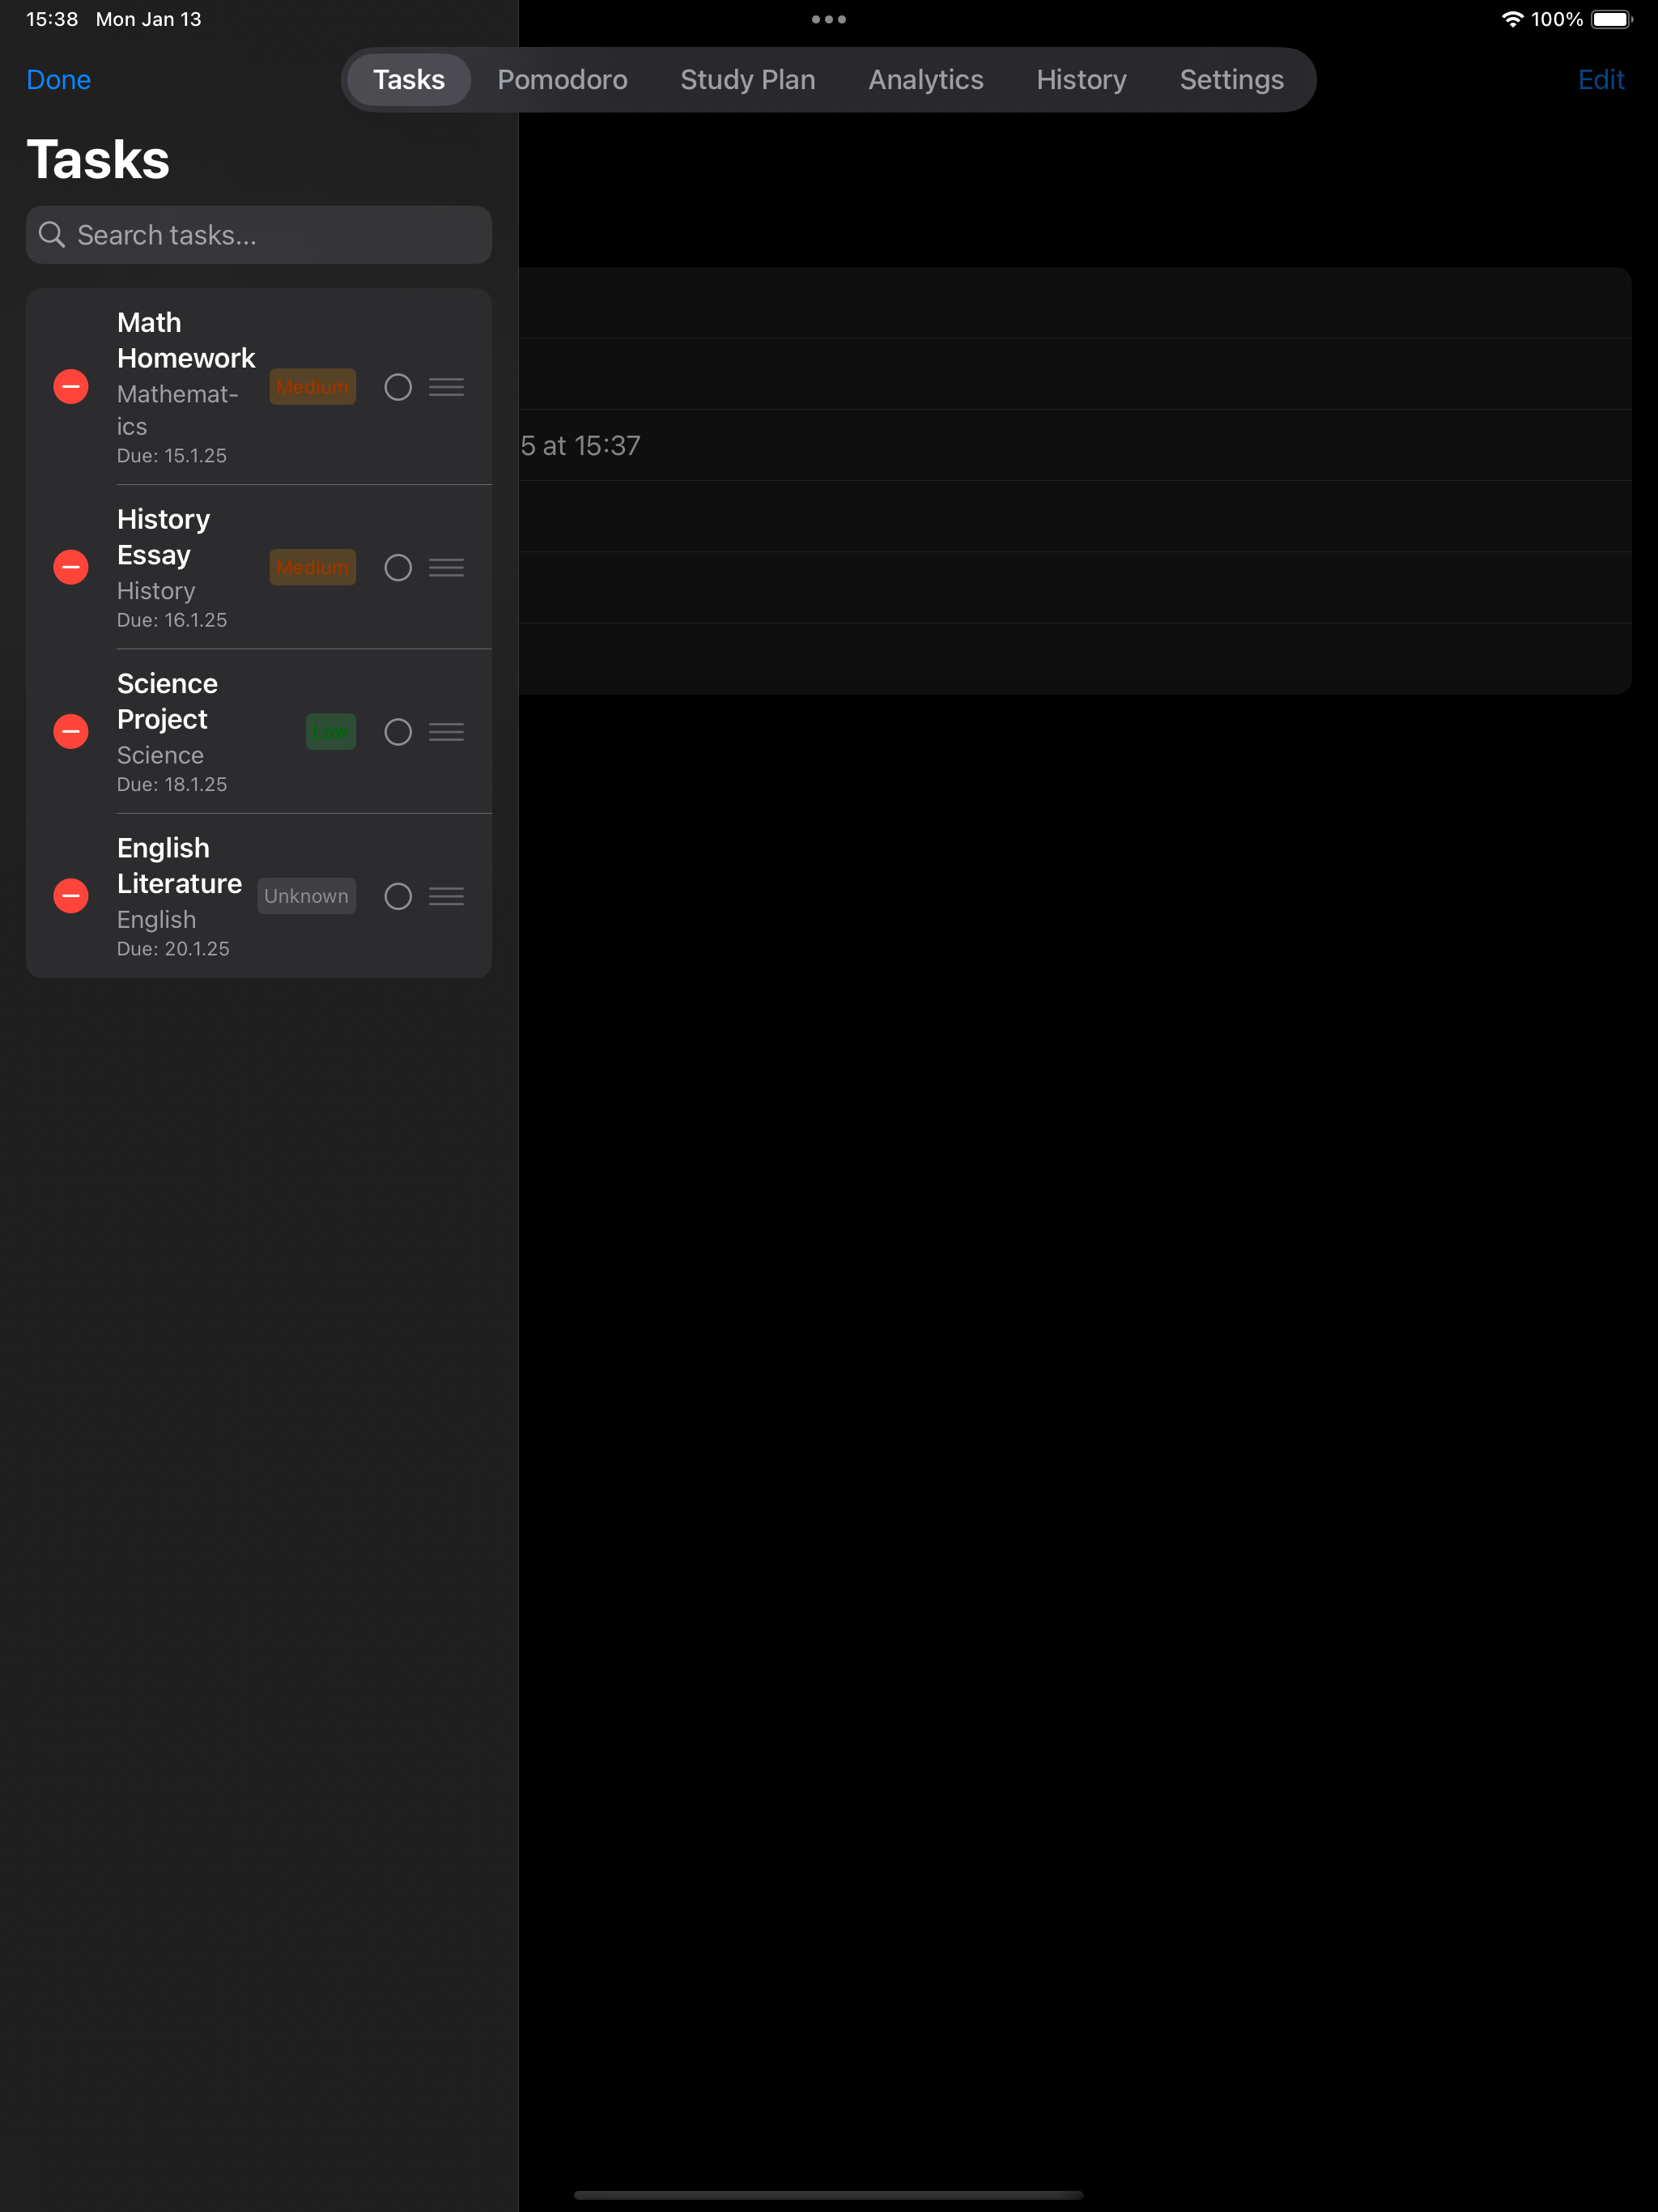 15:38 Mon Jan 13
100%
Done
Tasks Pomodoro Study Plan Analytics History Settings
Edit
Tasks
Search tasks...
Math
Homework
Mathemat-
ics
Due: 15.1.25
Medium
5 at 15:37
History
Essay
History
Due: 16.1.25
Medium
Science
Project
Science
Due: 18.1.25
Low
English
Literature
English
Due: 20.1.25
Unknown